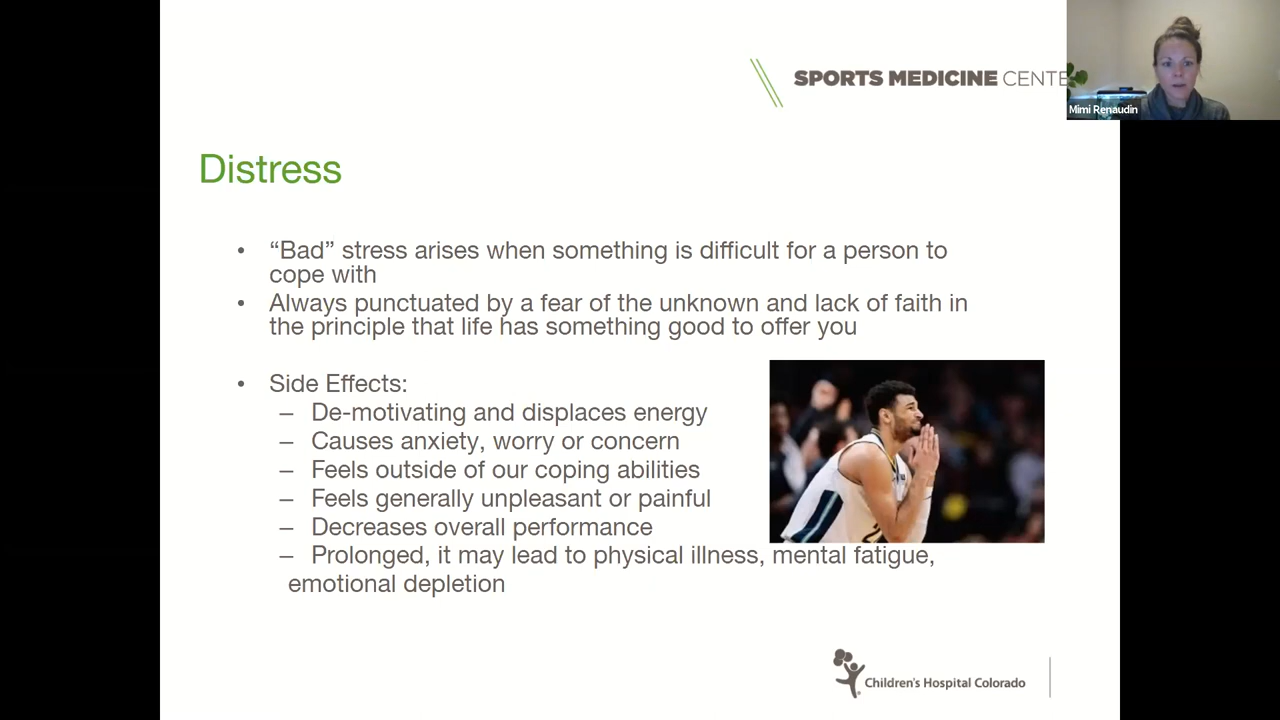 SPORTS MEDICINE CENTE
Mimi Renaudin
Distress
• “Bad” stress arises when something is difficult for a person to
cope with
• Always punctuated by a fear of the unknown and lack of faith in
the principle that life has something good to offer you
• Side Effects:
– De-motivating and displaces energy
– Causes anxiety, worry or concern
– Feels outside of our coping abilities
– Feels generally unpleasant or painful
– Decreases overall performance
– Prolonged, it may lead to physical illness, mental fatigue,
emotional depletion
Children's Hospital Colorado